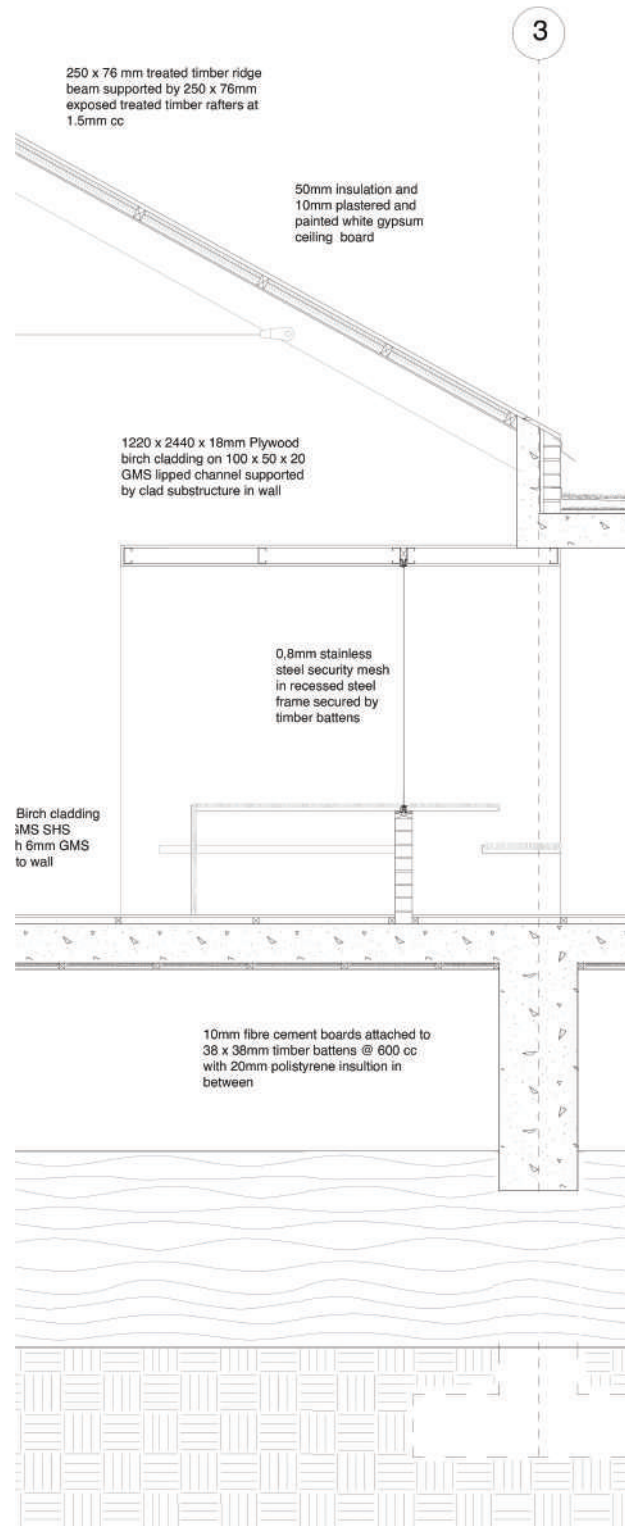 3
250 x 76 mm treated timber ridge
beam supported by 250 x 76mm
exposed treated timber rafters at
1.5mm cc
50mm insulation and
10mm plastered and
painted white gypsum
ceiling board
1220 x 2440 x 18mm Plywood
birch cladding on 100 x 50 x 20
GMS lipped channel supported
by clad substructure in wall
0,8mm stainless
steel security mesh
in recessed steel
frame secured by
timber battens
Birch cladding
GMS SHS
h 6mm GMS
to wall
10mm fibre cement boards attached to
38 x 38mm timber battens @ 600 cc
with 20mm polistyrene insultion in
between